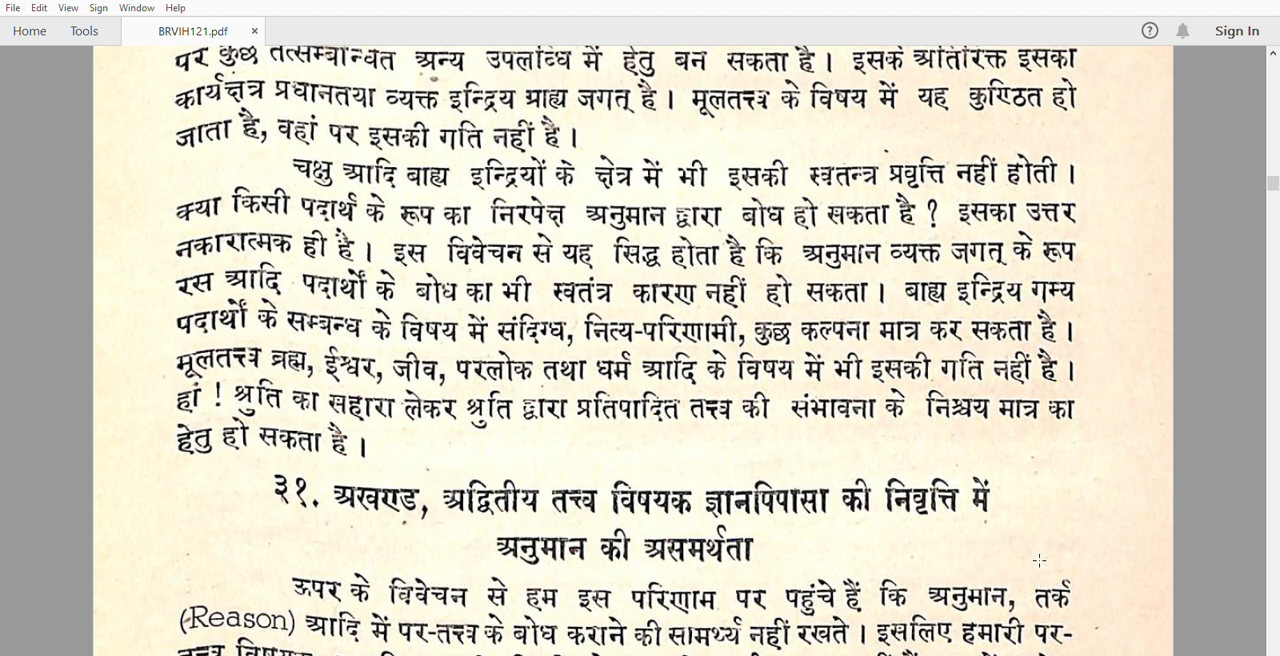 File Edit View Sign Window Help
Home Tools BRVIH121.pdf × ? Sign In
पर कुछ तत्सम्बन्धित अन्य उपलब्धि में हेतु बन सकता है। इसके अतिरिक्त इसका
कार्यक्षेत्र प्रधानतया व्यक्त इन्द्रिय ग्राह्य जगत् है। मूलतत्त्व के विषय में यह कुण्ठित हो
जाता है, वहां पर इसकी गति नहीं है।
चक्षु आदि बाह्य इन्द्रियों के क्षेत्र में भी इसकी स्वतन्त्र प्रवृत्ति नहीं होती।
क्या किसी पदार्थ के रूप का निरपेक्ष अनुमान द्वारा बोध हो सकता है ? इसका उत्तर
नकारात्मक ही है। इस विवेचन से यह सिद्ध होता है कि अनुमान व्यक्त जगत् के रूप
रस आदि पदार्थों के बोध का भी स्वतंत्र कारण नहीं हो सकता। बाह्य इन्द्रिय गम्य
पदार्थों के सम्बन्ध के विषय में संदिग्ध, नित्य-परिणामी, कुछ कल्पना मात्र कर सकता है।
मूलतत्त्व ब्रह्म, ईश्वर, जीव, परलोक तथा धर्म आदि के विषय में भी इसकी गति नहीं है।
हां ! श्रुति का सहारा लेकर श्रुति द्वारा प्रतिपादित तत्त्व की संभावना के निश्चय मात्र का
हेतु हो सकता है।
३१. अखण्ड, अद्वितीय तत्त्व विषयक ज्ञानपिपासा की निवृत्ति में
अनुमान की असमर्थता
ऊपर के विवेचन से हम इस परिणाम पर पहुंचे हैं कि अनुमान, तर्क
(Reason) आदि में पर-तत्त्व के बोध कराने की सामर्थ्य नहीं रखते। इसलिए हमारी पर-